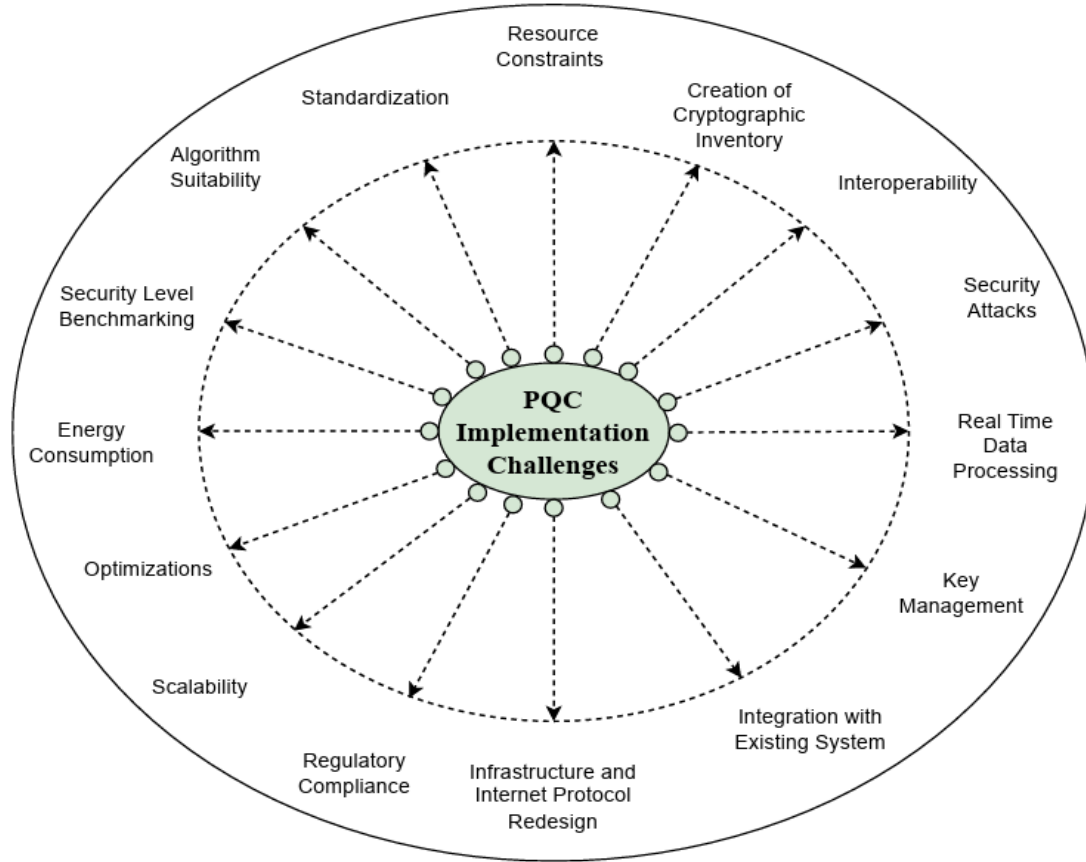 Resource
Constraints
Creation of
Cryptographic
Inventory
Interoperability
Security
Attacks
Real Time
Data
Processing
Key
Management
Integration with
Existing System
Infrastructure and
Internet Protocol
Redesign
Regulatory
Compliance
Scalability
Optimizations
Energy
Consumption
Security Level
Benchmarking
Algorithm
Suitability
Standardization
PQC
Implementation
Challenges